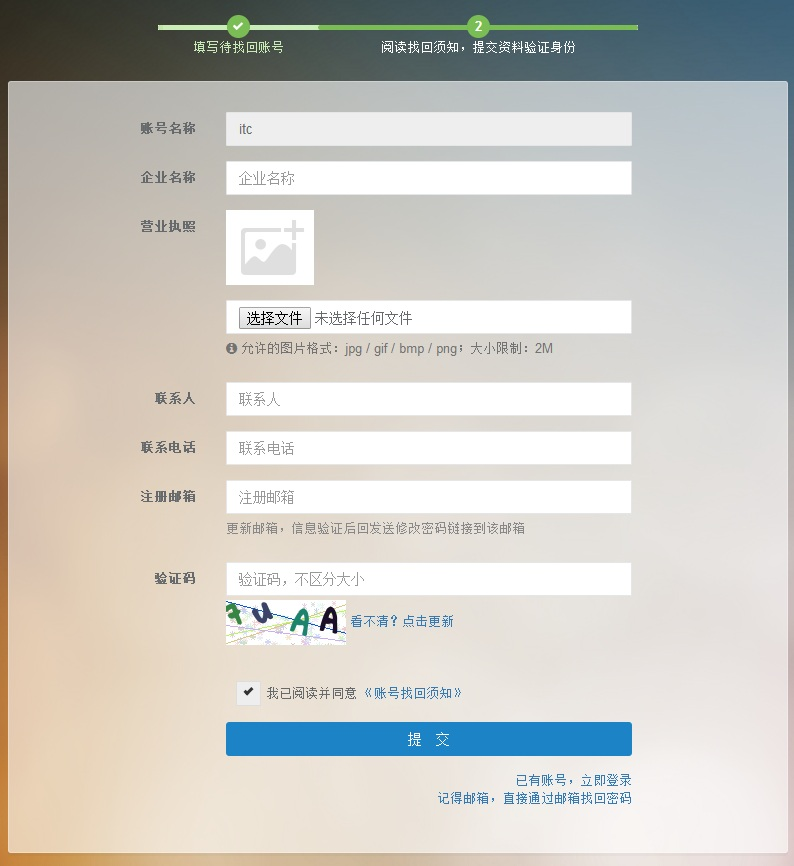 2
填写待找回账号
阅读找回须知，提交资料验证身份
账号名称
itc
企业名称
企业名称
营业执照
选择文件 未选择任何文件
允许的图片格式：jpg / gif / bmp / png；大小限制：2M
联系人
联系人
联系电话
联系电话
注册邮箱
注册邮箱
更新邮箱，信息验证后回发送修改密码链接到该邮箱
验证码
验证码，不区分大小
看不清？点击更新
我已阅读并同意《账号找回须知》
提 交
已有账号，立即登录
记得邮箱，直接通过邮箱找回密码